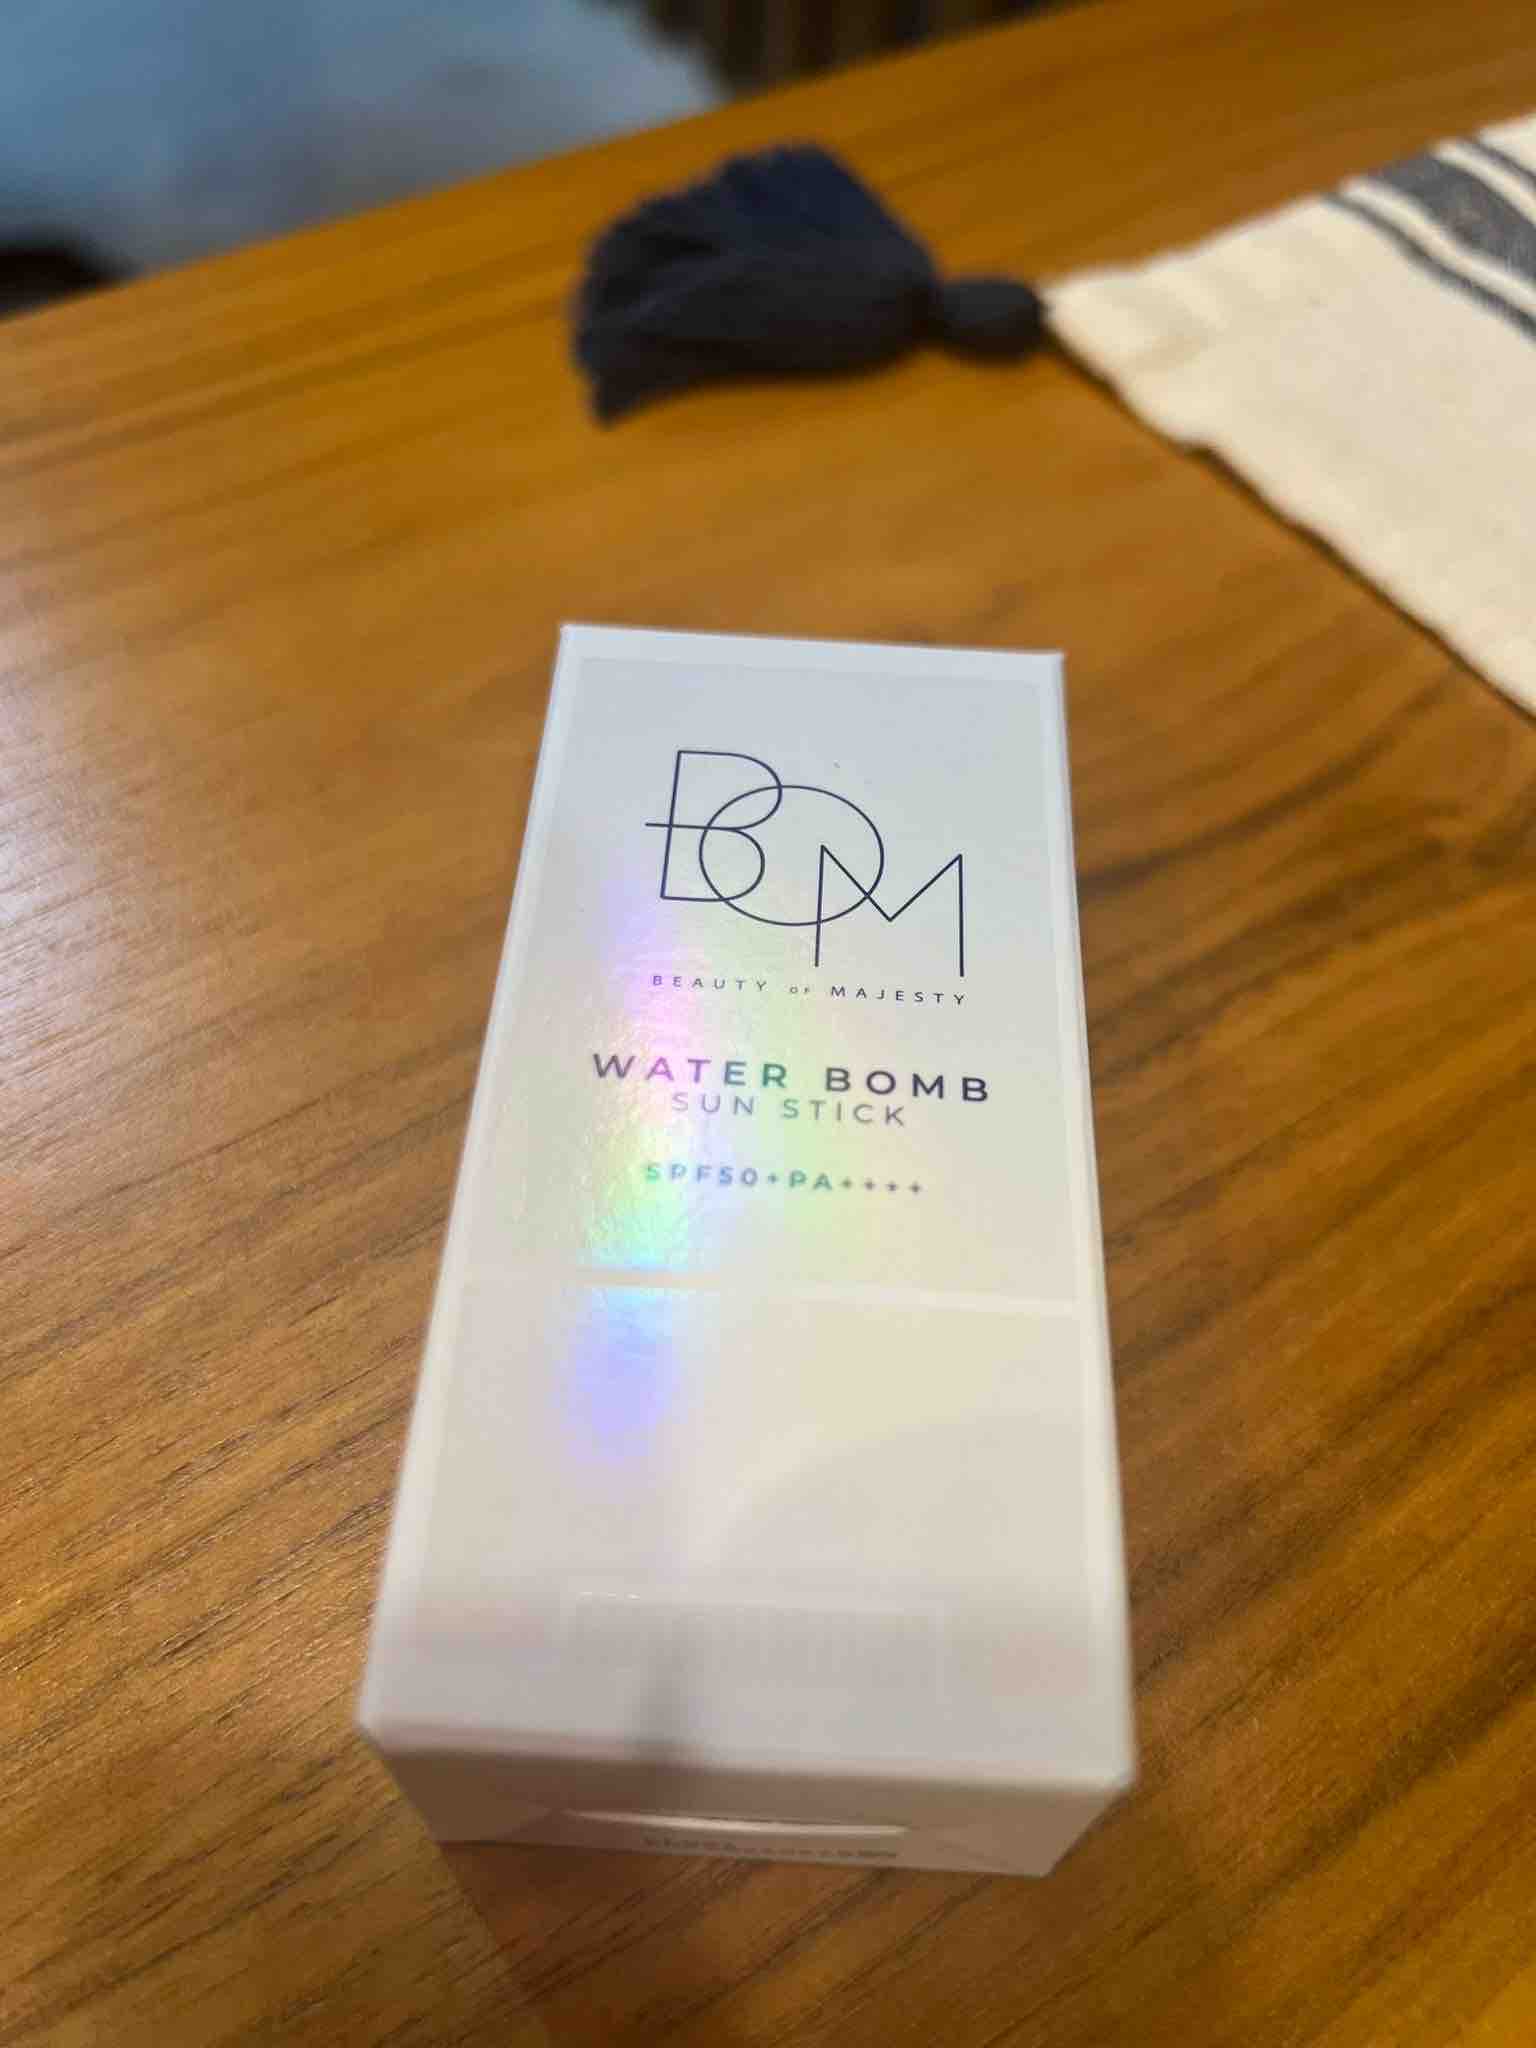 BOM
BEAUTY OF MAJESTY
WATER BOMB
SUN STICK
SPF50+PA++++